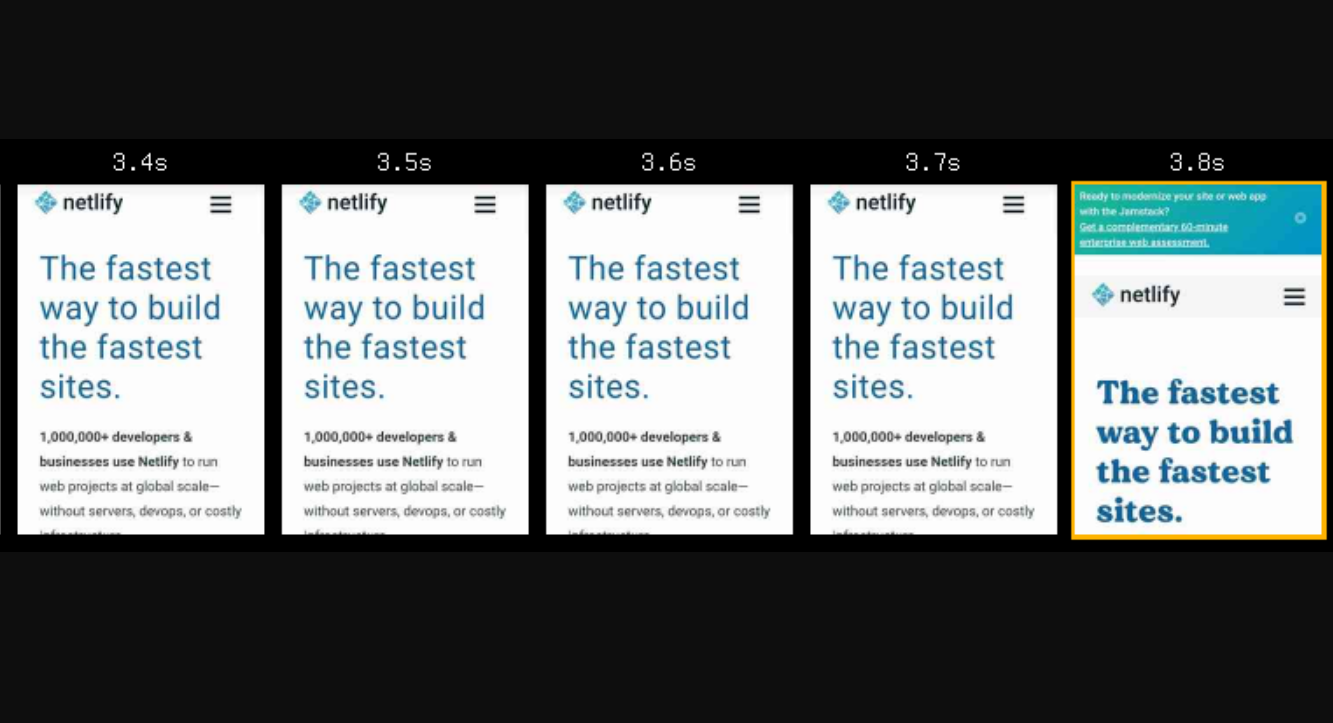 3.4s
netlify
The fastest
way to build
the fastest
sites.
1,000,000+ developers &
businesses use Netlify to run
web projects at global scale—
without servers, devops, or costly
infrastructure
3.5s
netlify
The fastest
way to build
the fastest
sites.
1,000,000+ developers &
businesses use Netlify to run
web projects at global scale—
without servers, devops, or costly
infrastructure
3.6s
netlify
The fastest
way to build
the fastest
sites.
1,000,000+ developers &
businesses use Netlify to run
web projects at global scale—
without servers, devops, or costly
infrastructure
3.7s
netlify
The fastest
way to build
the fastest
sites.
1,000,000+ developers &
businesses use Netlify to run
web projects at global scale—
without servers, devops, or costly
infrastructure
3.8s
Ready to modernize your site or web app
with the Jamstack?
Get a complementary 60-minute
enterprise web assessment.
netlify
The fastest
way to build
the fastest
sites.